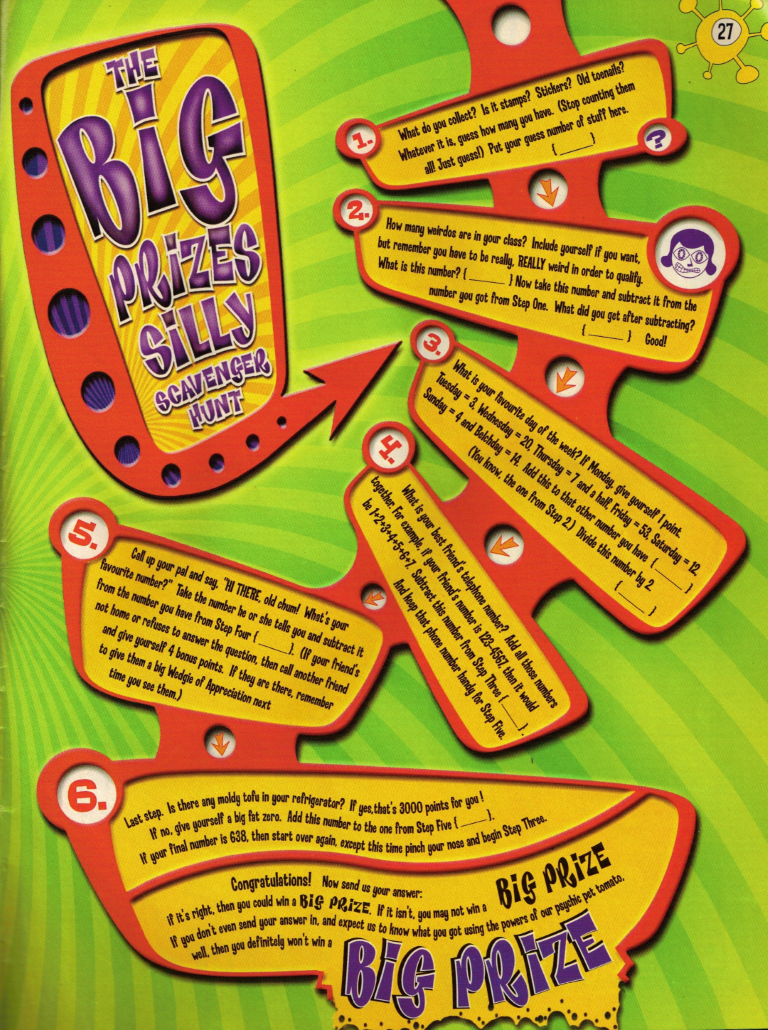 27
THE
BIG
PRIZES
SILLY
SCAVENGER
HUNT
1.
What do you collect? Is it stamps? Stickers? Old toenails?
Whatever it is, guess how many you have. (Stop counting them
all! Just guess!) Put your guess number of stuff here.
{______}
?
2.
How many weirdos are in your class? Include yourself if you want,
but remember you have to be really, REALLY weird in order to qualify.
What is this number? {______} Now take this number and subtract it from the
number you got from Step One. What did you get after subtracting?
{______} Good!
3.
What is your favourite day of the week? If Monday, give yourself 1 point.
Tuesday = 3, Wednesday = 20, Thursday = 7 and a half, Friday = 53, Saturday = 12,
Sunday = 4 and Belchday = 14. Add this to that other number you have {______}
(You know, the one from Step 2.) Divide this number by 2
{______}
4.
What is your best friend's telephone number? Add all those numbers
together. For example, if your friend's number is 123-4567, then it would
be 1+2+3+4+5+6+7. Subtract this number from Step Three {______}.
And keep that phone number handy for Step Five.
5.
Call up your pal and say, "HI THERE, old chum! What's your
favourite number?" Take the number he or she tells you and subtract it
from the number you have from Step Four {______}. (If your friend's
not home or refuses to answer the question, then call another friend
and give yourself 4 bonus points. If they are there, remember
to give them a big Wedgie of Appreciation next
time you see them.)
6.
Last step. Is there any moldy tofu in your refrigerator? If yes, that's 3000 points for you!
If no, give yourself a big fat zero. Add this number to the one from Step Five {______}.
If your final number is 638, then start over again, except this time pinch your nose and begin Step Three.
Congratulations! Now send us your answer:
if it's right, then you could win a BIG PRIZE. If it isn't, you may not win a BIG PRIZE
If you don't even send your answer in, and expect us to know what you got using the powers of our psychic pet tomato,
well, then you definitely won't win a BIG PRIZE